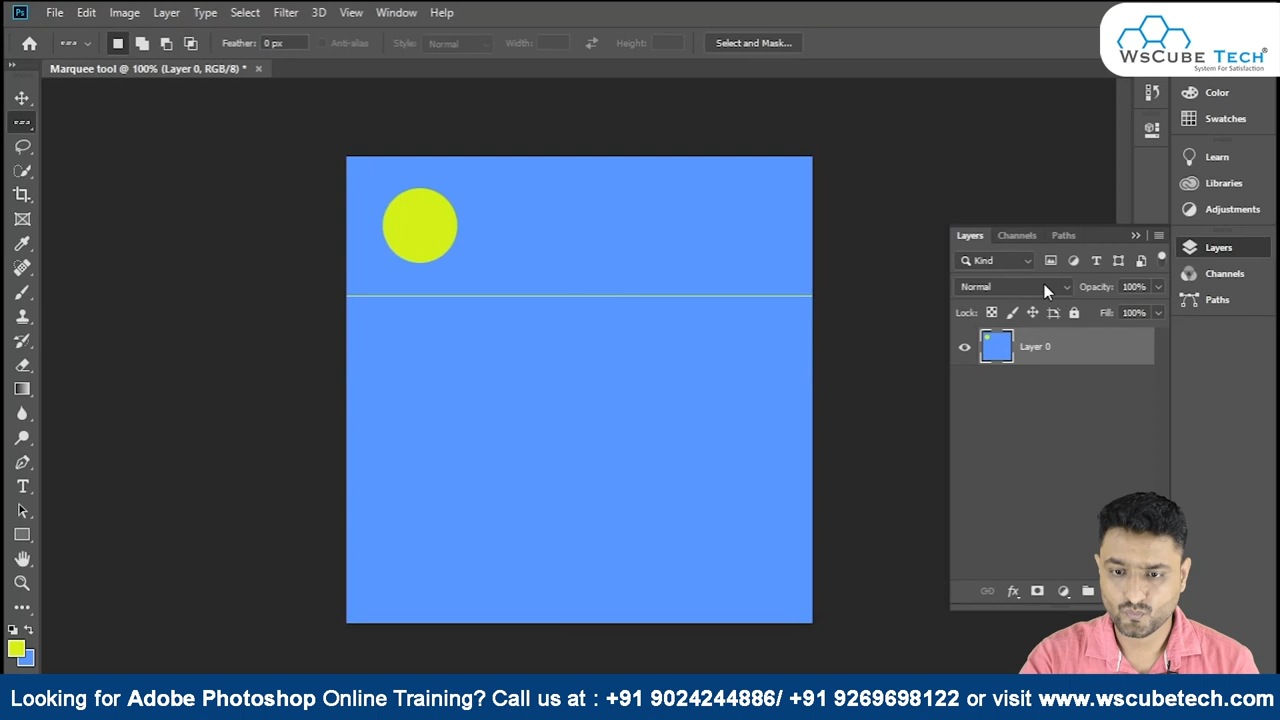 Ps File Edit Image Layer Type Select Filter 3D View Window Help
Feather: 0 px Anti-alias Style: Normal Width: Height: Select and Mask...
WsCube Tech®
System For Satisfaction
Marquee tool @ 100% (Layer 0, RGB/8) *
Color
Swatches
Learn
Libraries
Adjustments
Layers
Channels
Paths
Layers Channels Paths
Kind
Normal Opacity: 100%
Lock: Fill: 100%
Layer 0
fx
T
Looking for Adobe Photoshop Online Training? Call us at : +91 9024244886/ +91 9269698122 or visit www.wscubetech.com